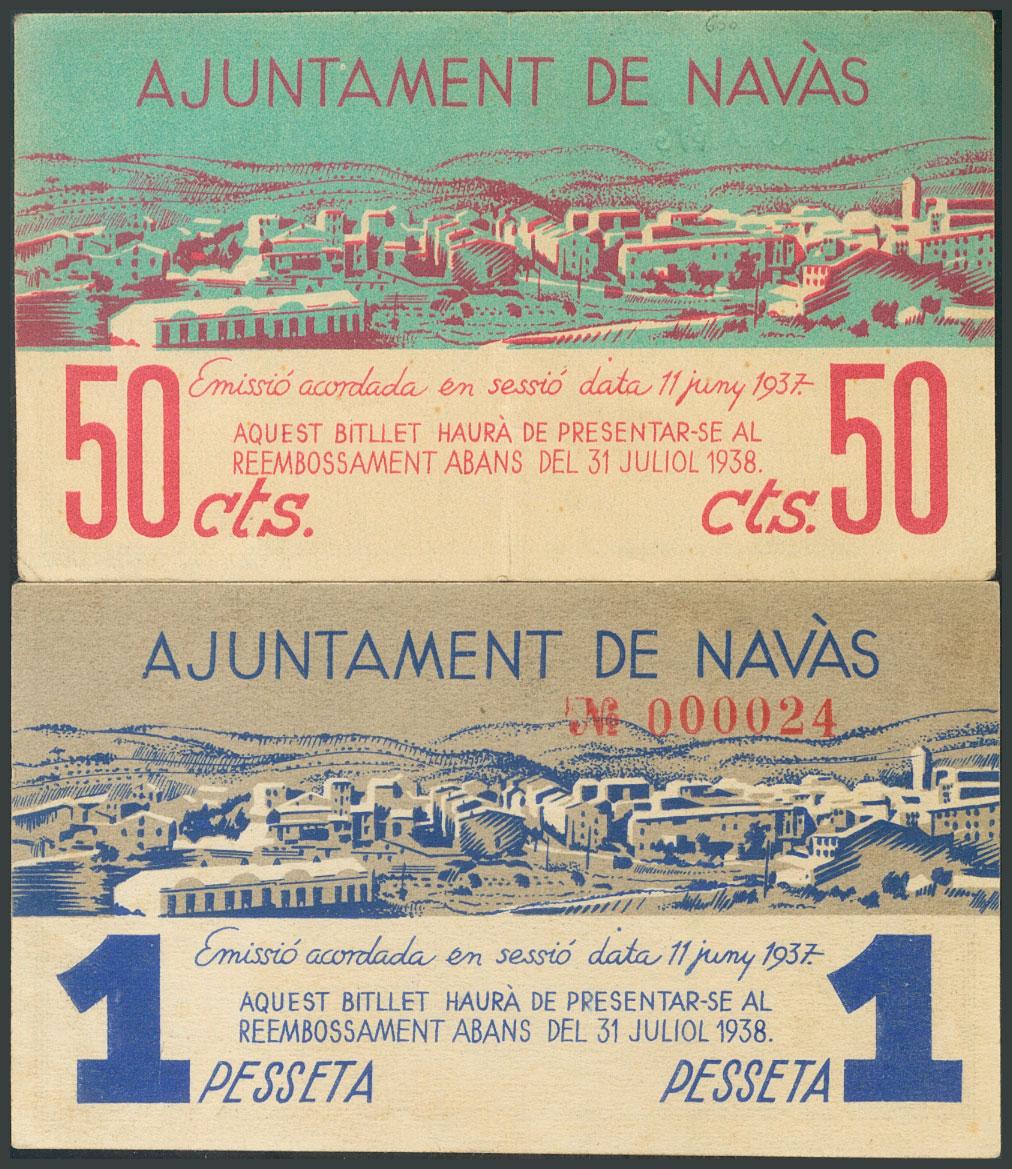 600
AJUNTAMENT DE NAVÀS
Emissió acordada en sessió data 11 juny 1937.
AQUEST BITLLET HAURÀ DE PRESENTAR-SE AL
REEMBOSSAMENT ABANS DEL 31 JULIOL 1938.
50 cts. cts. 50
AJUNTAMENT DE NAVÀS
№ 000024
Emissió acordada en sessió data 11 juny 1937.
AQUEST BITLLET HAURÀ DE PRESENTAR-SE AL
REEMBOSSAMENT ABANS DEL 31 JULIOL 1938.
1 PESSETA PESSETA 1